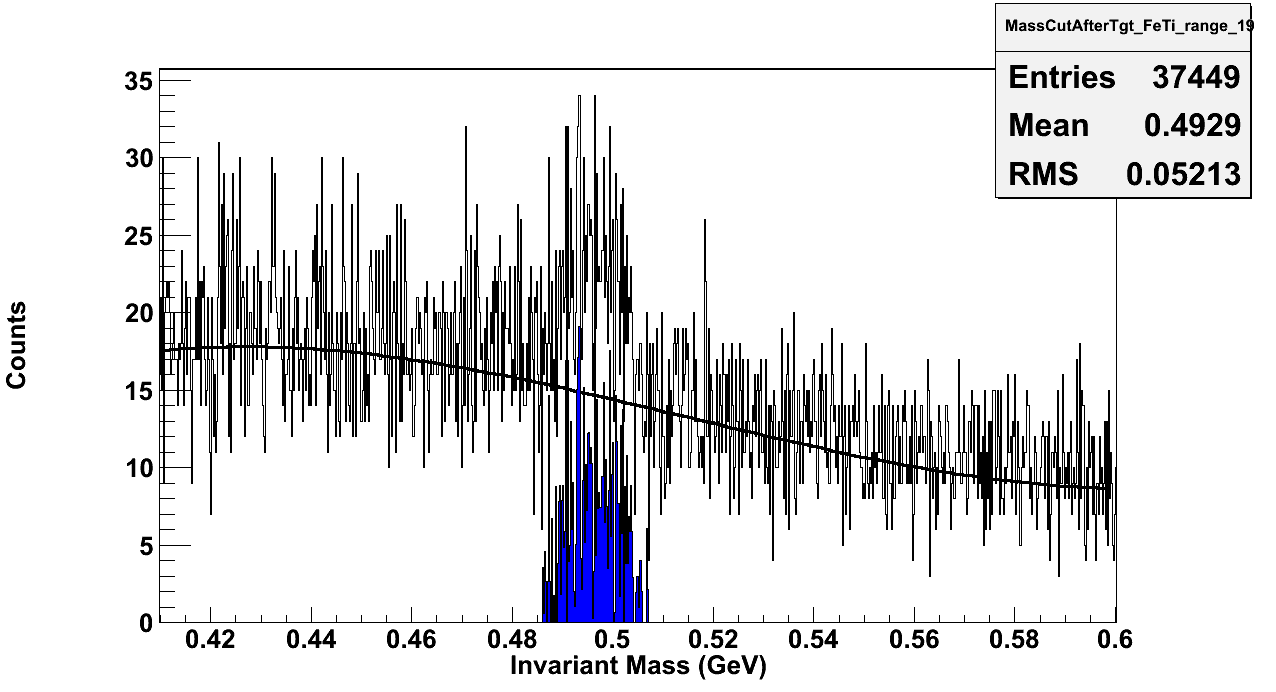 MassCutAfterTgt_FeTi_range_19
Entries 37449
Mean 0.4929
RMS 0.05213
35
30
25
20
15
10
5
0
Counts
0.42 0.44 0.46 0.48 0.5 0.52 0.54 0.56 0.58 0.6
Invariant Mass (GeV)